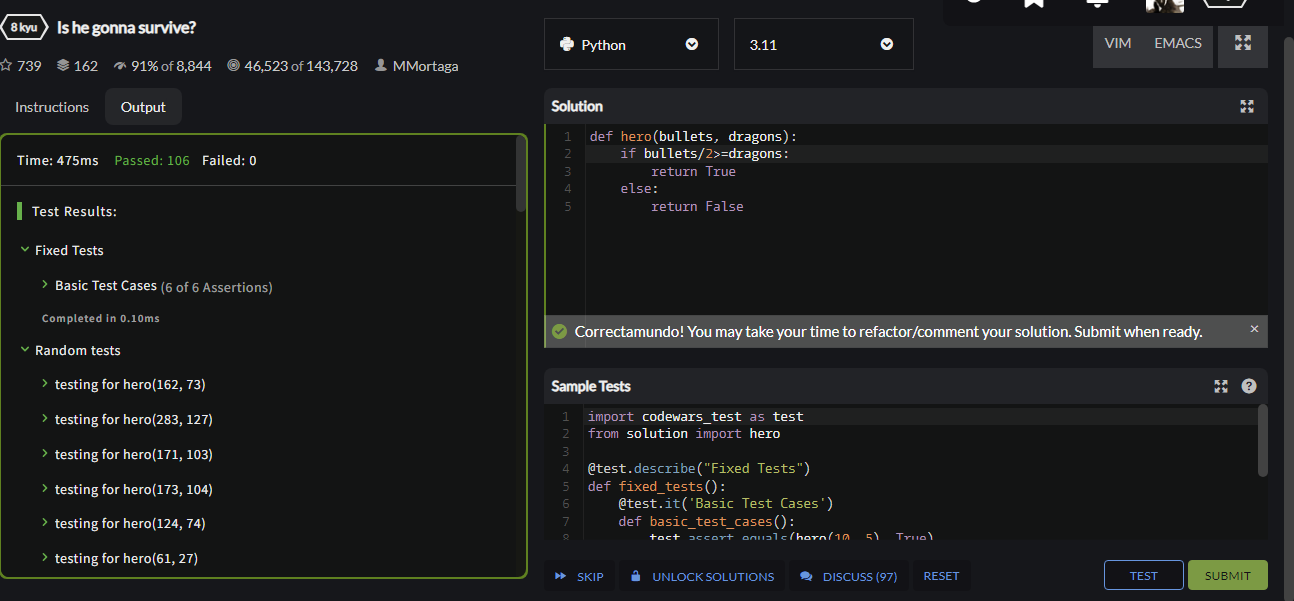 8 kyu Is he gonna survive?
739 162 91% of 8,844 46,523 of 143,728 MMortaga
Instructions Output
Time: 475ms Passed: 106 Failed: 0
Test Results:
Fixed Tests
Basic Test Cases (6 of 6 Assertions)
Completed in 0.10ms
Random tests
testing for hero(162, 73)
testing for hero(283, 127)
testing for hero(171, 103)
testing for hero(173, 104)
testing for hero(124, 74)
testing for hero(61, 27)
Python 3.11 VIM EMACS
Solution
1 def hero(bullets, dragons):
2 if bullets/2>=dragons:
3 return True
4 else:
5 return False
Correctamundo! You may take your time to refactor/comment your solution. Submit when ready. ×
Sample Tests ?
1 import codewars_test as test
2 from solution import hero
3
4 @test.describe("Fixed Tests")
5 def fixed_tests():
6 @test.it('Basic Test Cases')
7 def basic_test_cases():
8 test.assert_equals(hero(10, 5), True)
SKIP UNLOCK SOLUTIONS DISCUSS (97) RESET TEST SUBMIT